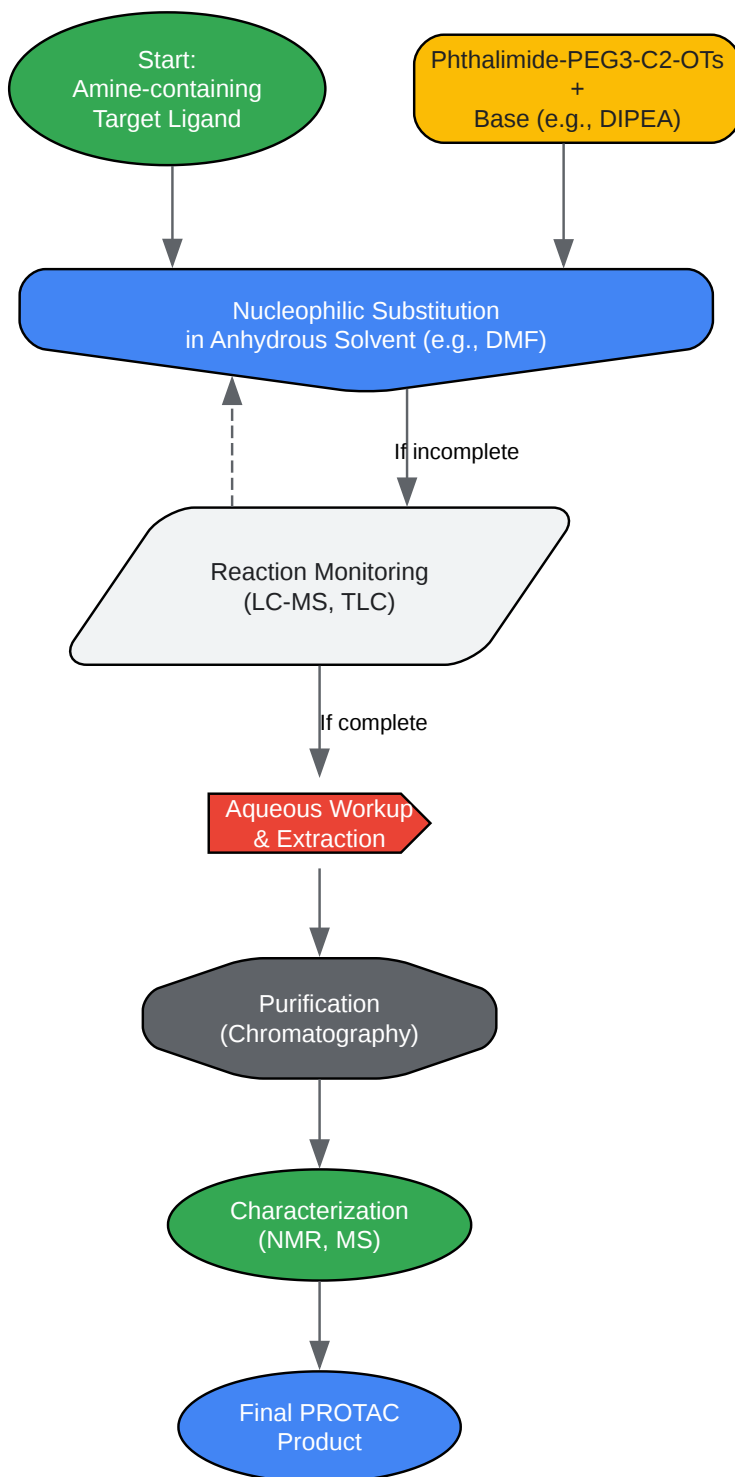 Start:
Amine-containing
Target Ligand
Phthalimide-PEG3-C2-OTs
+
Base (e.g., DIPEA)
Nucleophilic Substitution
in Anhydrous Solvent (e.g., DMF)
If incomplete
Reaction Monitoring
(LC-MS, TLC)
If complete
Aqueous Workup
& Extraction
Purification
(Chromatography)
Characterization
(NMR, MS)
Final PROTAC
Product